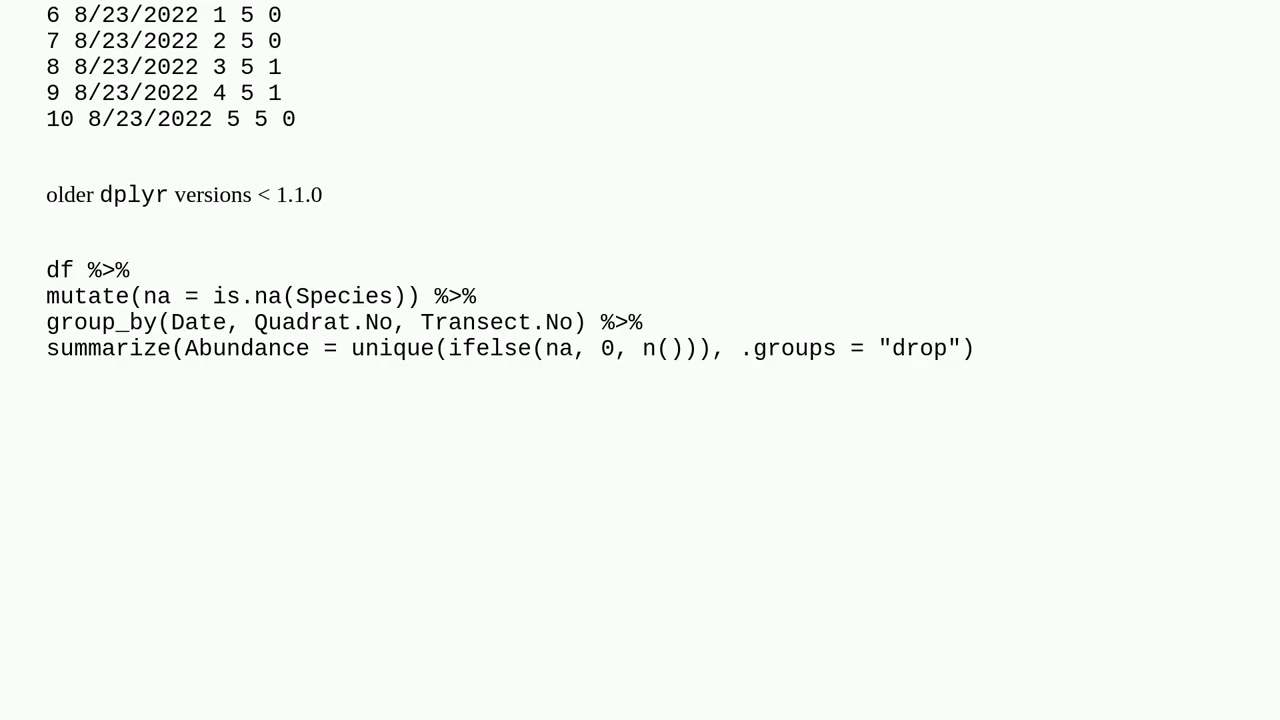 6 8/23/2022 1 5 0
7 8/23/2022 2 5 0
8 8/23/2022 3 5 1
9 8/23/2022 4 5 1
10 8/23/2022 5 5 0
older dplyr versions < 1.1.0
df %>%
mutate(na = is.na(Species)) %>%
group_by(Date, Quadrat.No, Transect.No) %>%
summarize(Abundance = unique(ifelse(na, 0, n())), .groups = "drop")